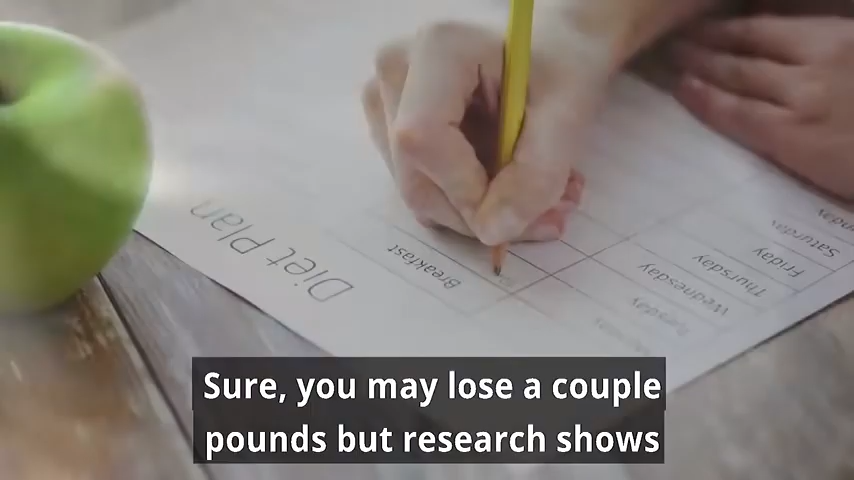 Diet Plan
Breakfast
Tuesday
Wednesday
Thursday
Friday
Saturday
Sure, you may lose a couple
pounds but research shows